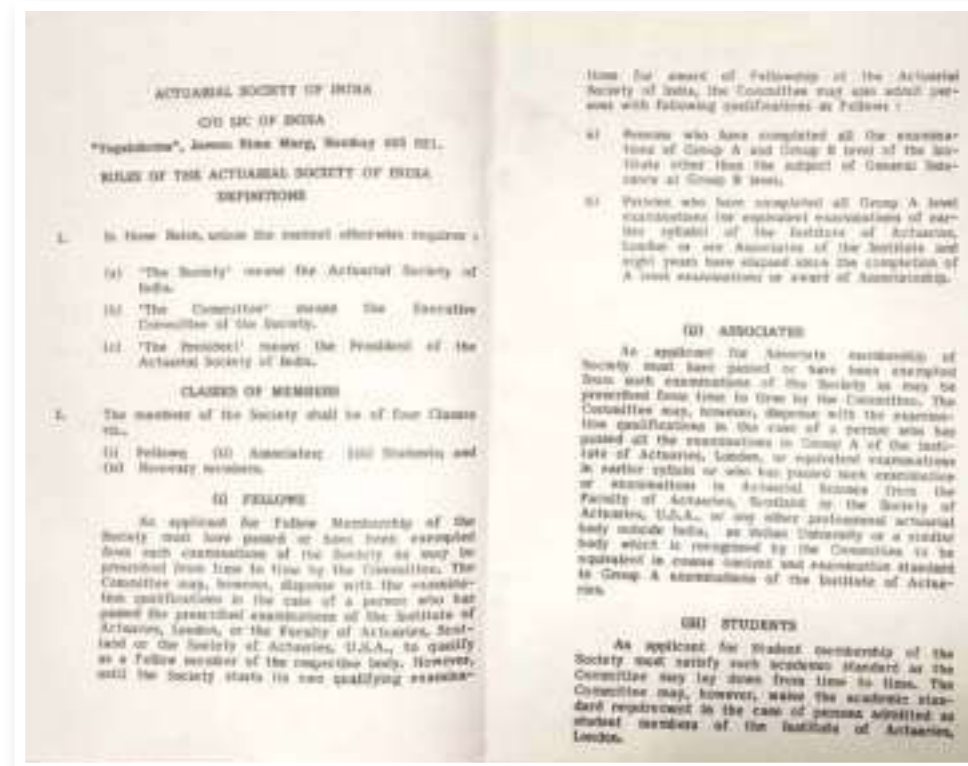 ACTUARIAL SOCIETY OF INDIA
C/O LIC OF INDIA
"Yogakshema", Jeevan Bima Marg, Bombay 400 021.
RULES OF THE ACTUARIAL SOCIETY OF INDIA
DEFINITIONS
1. In these Rules, unless the context otherwise requires :
(a) 'The Society' means the Actuarial Society of
India.
(b) 'The Committee' means the Executive
Committee of the Society.
(c) 'The President' means the President of the
Actuarial Society of India.
CLASSES OF MEMBERS
2. The members of the Society shall be of four Classes
viz.,
(i) Fellows; (ii) Associates; (iii) Students; and
(iv) Honorary members.
(i) FELLOWS
An applicant for Fellow Membership of the
Society must have passed or have been exempted
from such examinations of the Society as may be
prescribed from time to time by the Committee. The
Committee may, however, dispense with the examina-
tion qualifications in the case of a person who has
passed the prescribed examinations of the Institute of
Actuaries, London, or the Faculty of Actuaries, Scot-
land or the Society of Actuaries, U.S.A., to qualify
as a Fellow member of the respective body. However,
until the Society starts its own qualifying examina-
tions for award of Fellowship of the Actuarial
Society of India, the Committee may also admit per-
sons with following qualifications as Fellows :
a) Persons who have completed all the examina-
tions of Group A and Group B level of the Ins-
titute other than the subject of General Insu-
rance at Group B level.
b) Persons who have completed all Group A level
examinations (or equivalent examinations of ear-
lier syllabi) of the Institute of Actuaries,
London or are Associates of the Institute and
eight years have elapsed since the completion of
A level examinations or award of Associateship.
(ii) ASSOCIATES
An applicant for Associate membership of
Society must have passed or have been exempted
from such examinations of the Society as may be
prescribed from time to time by the Committee. The
Committee may, however, dispense with the examina-
tion qualifications in the case of a person who has
passed all the examinations in Group A of the Insti-
tute of Actuaries, London, or equivalent examinations
in earlier syllabi or who has passed such examination
or examinations in Actuarial Science from the
Faculty of Actuaries, Scotland or the Society of
Actuaries, U.S.A., or any other professional actuarial
body outside India, an Indian University or a similar
body which is recognised by the Committee to be
equivalent in course content and examination standard
to Group A examinations of the Institute of Actua-
ries.
(iii) STUDENTS
An applicant for Student membership of the
Society must satisfy such academic standard as the
Committee may lay down from time to time. The
Committee may, however, waive the academic stan-
dard requirement in the case of persons admitted as
student members of the Institute of Actuaries,
London.